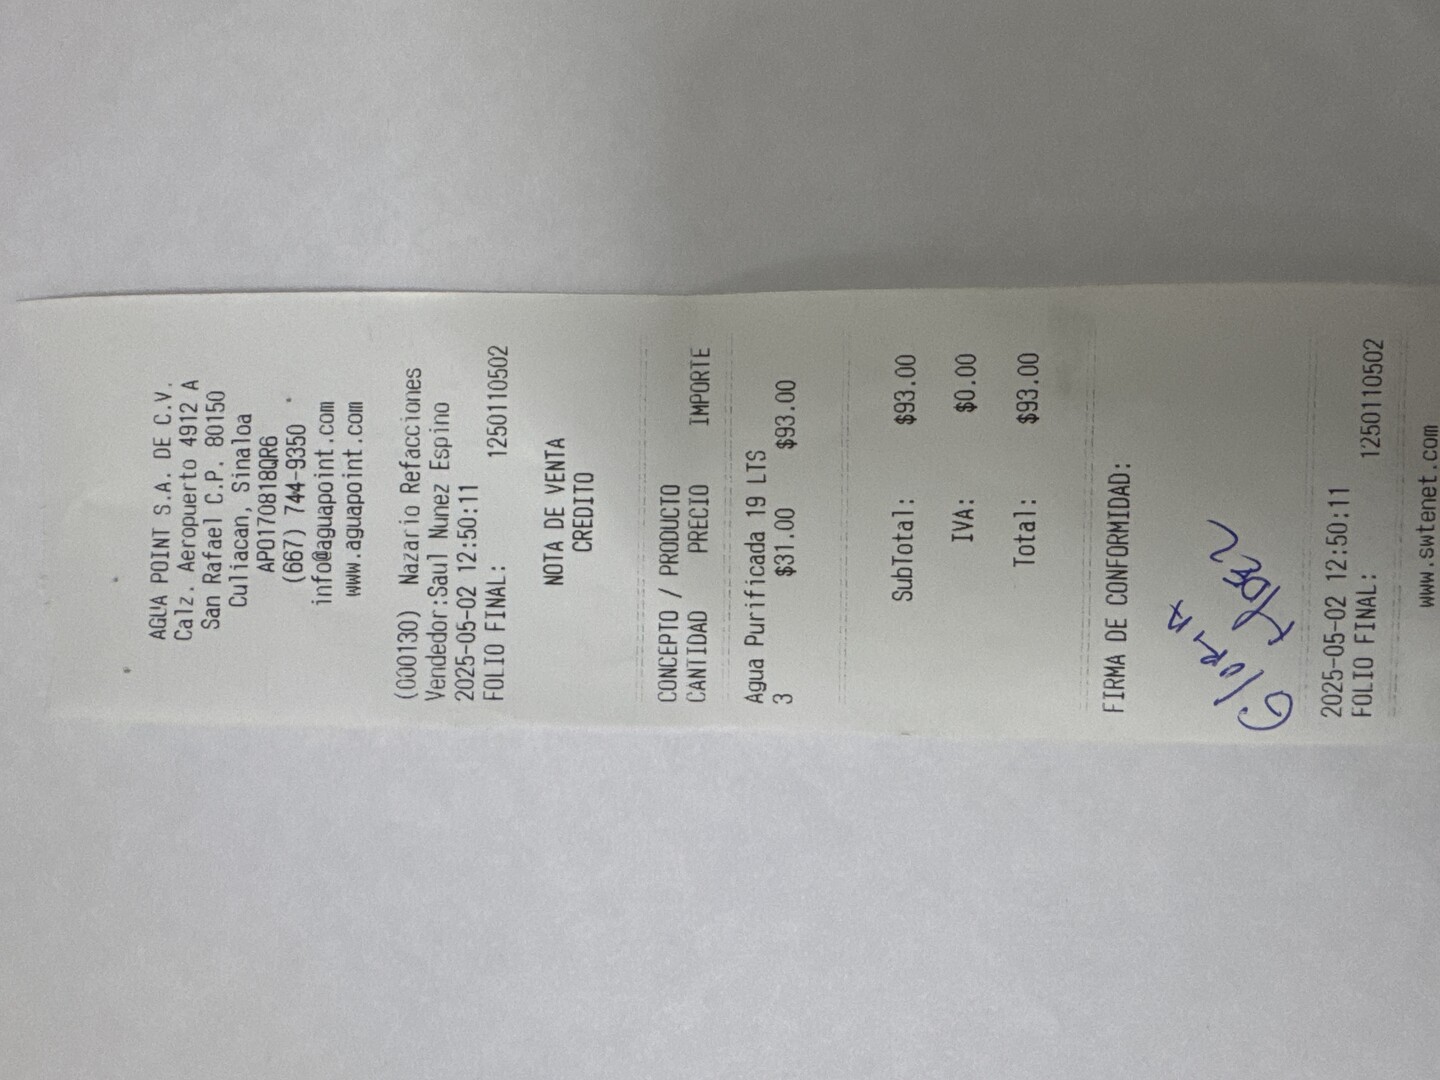 AGUA POINT S.A. DE C.V.
Calz. Aeropuerto 4912 A
San Rafael C.P. 80150
Culiacan, Sinaloa
APO170818QR6
(667) 744-9350
info@aguapoint.com
www.aguapoint.com
(000130) Nazario Refacciones
Vendedor:Saul Nunez Espino
2025-05-02 12:50:11
FOLIO FINAL: 1250110502
NOTA DE VENTA
CREDITO
CONCEPTO / PRODUCTO
CANTIDAD PRECIO IMPORTE
Agua Purificada 19 LTS
3 $31.00 $93.00
SubTotal: $93.00
IVA: $0.00
Total: $93.00
FIRMA DE CONFORMIDAD:
Gloria
2025-05-02 12:50:11
FOLIO FINAL: 1250110502
www.swtenet.com